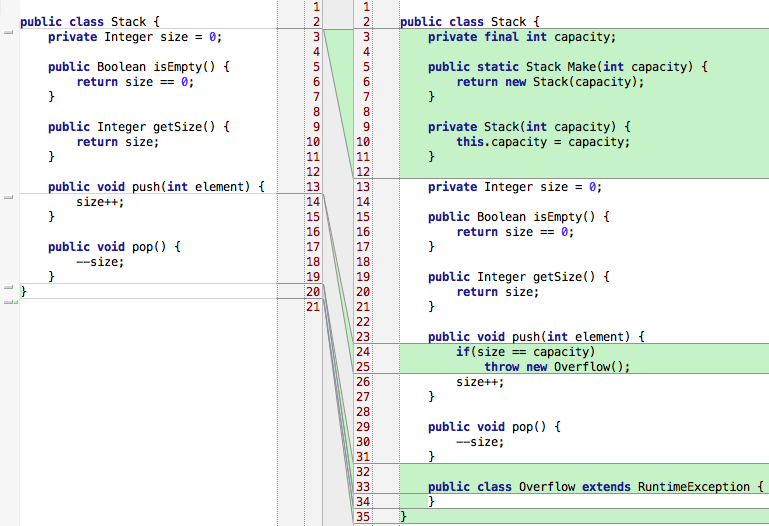 1
public class Stack { 2
private Integer size = 0; 3
4
public Boolean isEmpty() { 5
return size == 0; 6
} 7
8
public Integer getSize() { 9
return size; 10
} 11
12
public void push(int element) { 13
size++; 14
} 15
16
public void pop() { 17
--size; 18
} 19
} 20
21
1
2 public class Stack {
3 private final int capacity;
4
5 public static Stack Make(int capacity) {
6 return new Stack(capacity);
7 }
8
9 private Stack(int capacity) {
10 this.capacity = capacity;
11 }
12
13 private Integer size = 0;
14
15 public Boolean isEmpty() {
16 return size == 0;
17 }
18
19 public Integer getSize() {
20 return size;
21 }
22
23 public void push(int element) {
24 if(size == capacity)
25 throw new Overflow();
26 size++;
27 }
28
29 public void pop() {
30 --size;
31 }
32
33 public class Overflow extends RuntimeException {
34 }
35 }